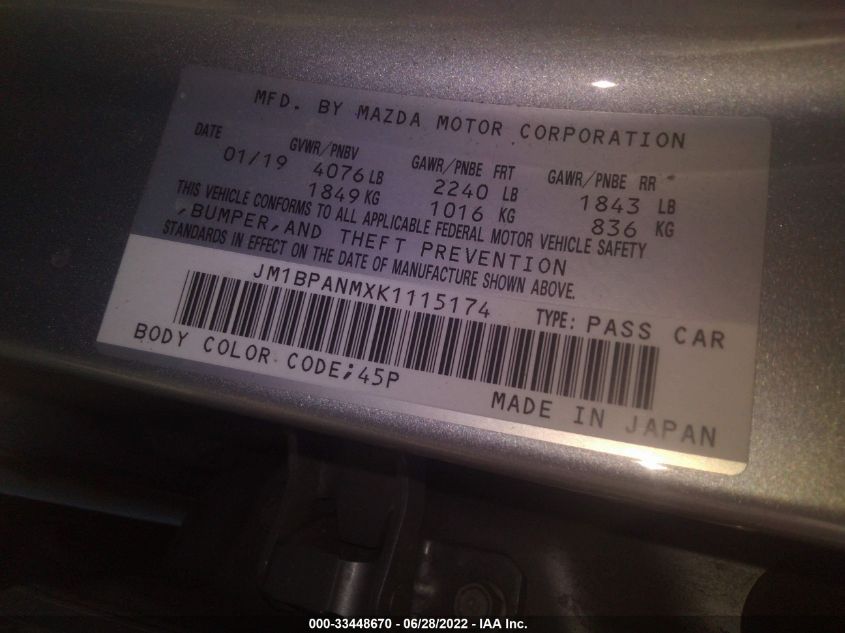 MFD. BY MAZDA MOTOR CORPORATION
DATE GVWR/PNBV GAWR/PNBE FRT GAWR/PNBE RR
01/19 4076 LB 2240 LB 1843 LB
1849 KG 1016 KG 836 KG
THIS VEHICLE CONFORMS TO ALL APPLICABLE FEDERAL MOTOR VEHICLE SAFETY
,BUMPER,AND THEFT PREVENTION
STANDARDS IN EFFECT ON THE DATE OF MANUFACTURE SHOWN ABOVE.
JM1BPANMXK1115174 TYPE: PASS CAR
BODY COLOR CODE;45P
MADE IN JAPAN
000-33448670 - 06/28/2022 - IAA Inc.